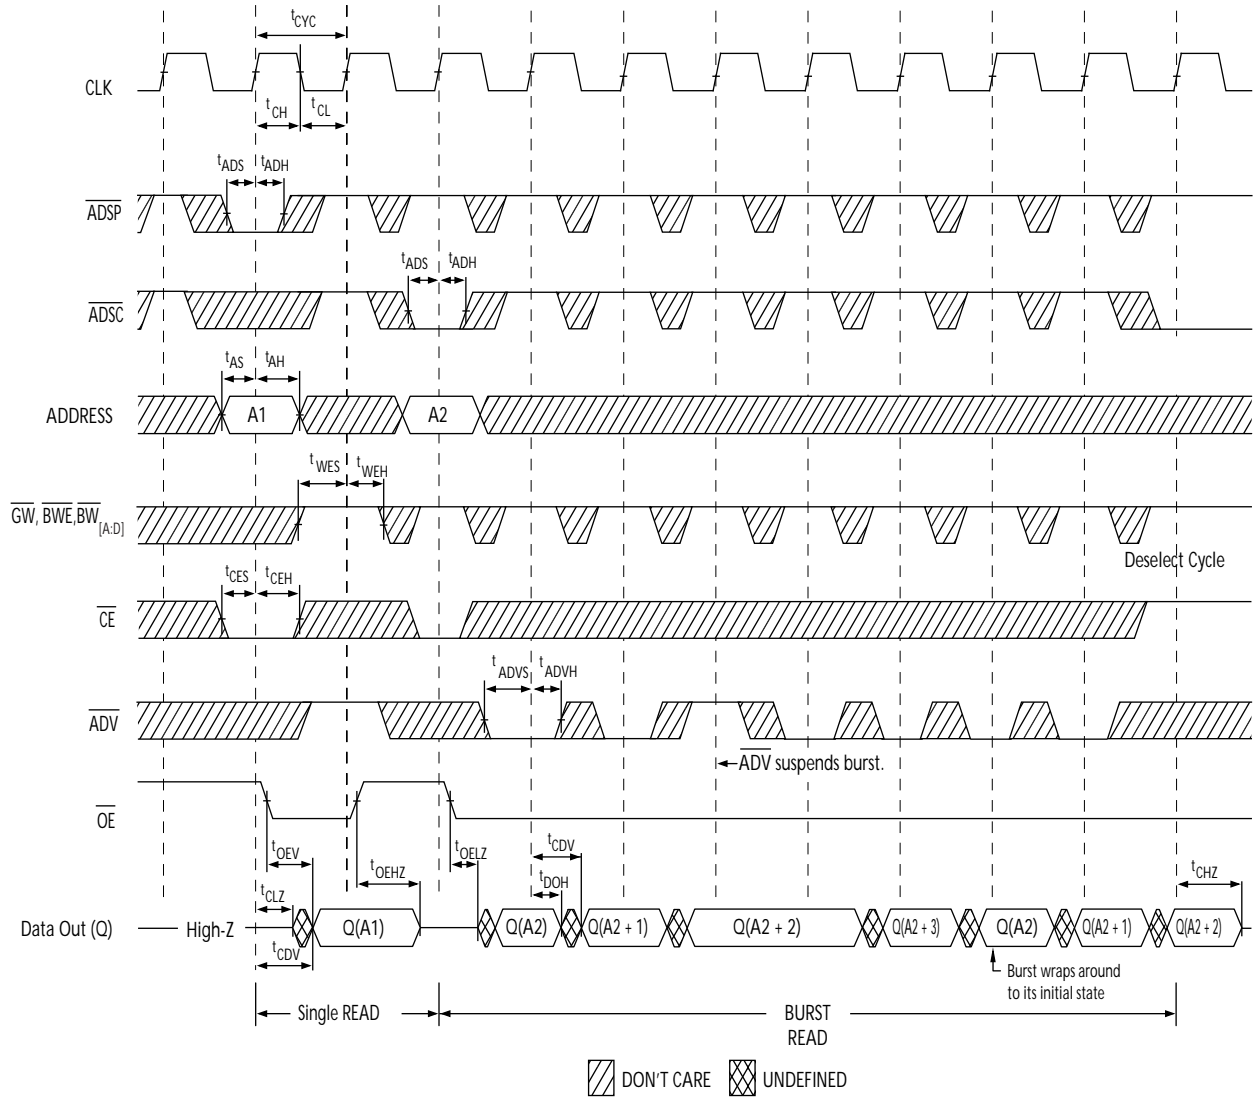 tCYC
CLK
tCH
tCL
tADS
tADH
ADSP
tADS
tADH
ADSC
tAS
tAH
ADDRESS
A1
A2
tWES
tWEH
GW, BWE,BW[A:D]
Deselect Cycle
tCES
tCEH
CE
tADVS
tADVH
ADV
ADV suspends burst.
OE
tOEV
tOEHZ
tOELZ
tCDV
tCLZ
tDOH
tCHZ
Data Out (Q)
High-Z
Q(A1)
Q(A2)
Q(A2 + 1)
Q(A2 + 2)
Q(A2 + 3)
Q(A2)
Q(A2 + 1)
Q(A2 + 2)
tCDV
Burst wraps around
to its initial state
Single READ
BURST
READ
DON'T CARE
UNDEFINED